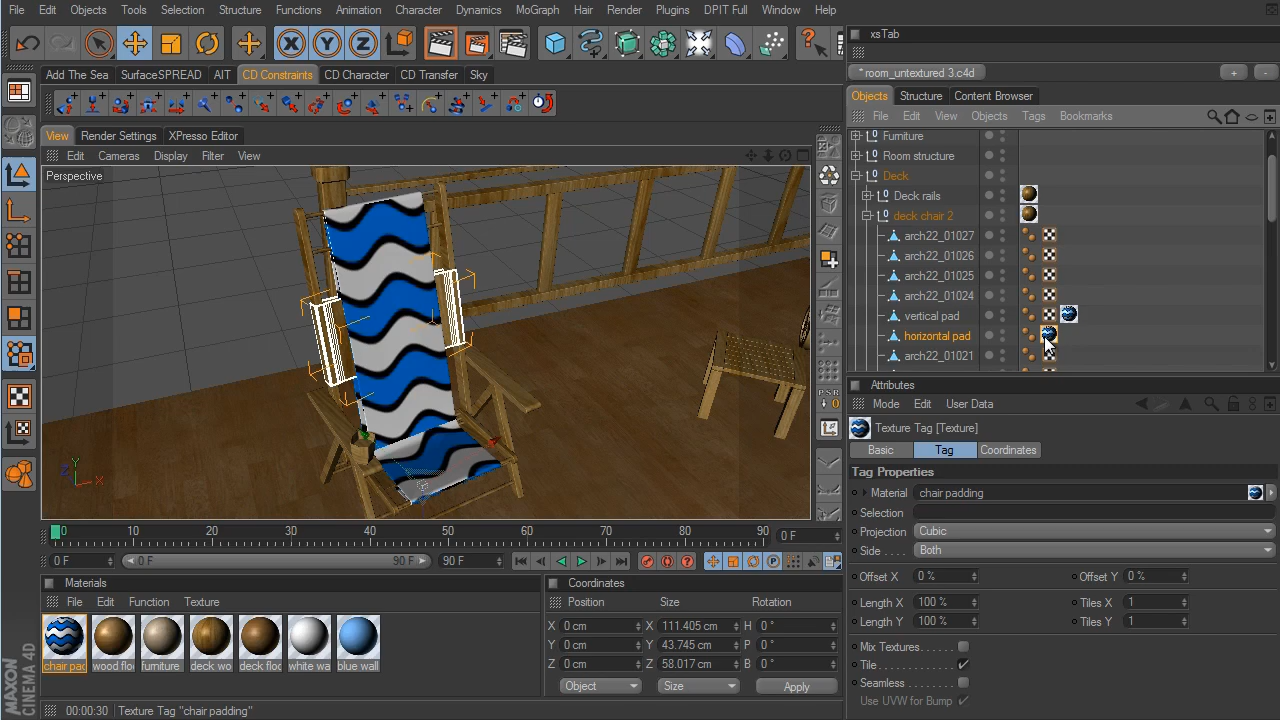 File Edit Objects Tools Selection Structure Functions Animation Character Dynamics MoGraph Hair Render Plugins DPIT Full Window Help
xsTab
* room_untextured 3.c4d
Add The Sea SurfaceSPREAD AIT CD Constraints CD Character CD Transfer Sky
Objects Structure Content Browser
File Edit View Objects Tags Bookmarks
View Render Settings XPresso Editor
Edit Cameras Display Filter View
Perspective
Furniture
Room structure
Deck
Deck rails
deck chair 2
arch22_01027
arch22_01026
arch22_01025
arch22_01024
vertical pad
horizontal pad
arch22_01021
Attributes
Mode Edit User Data
Texture Tag [Texture]
Basic Tag Coordinates
Tag Properties
Material chair padding
Selection
Projection Cubic
Side . . . . Both
Offset X 0 % Offset Y 0 %
Length X 100 % Tiles X 1
Length Y 100 % Tiles Y 1
Mix Textures
Tile
Seamless
Use UVW for Bump
Y
Z X
0 10 20 30 40 50 60 70 80 90 0 F
0 F 0 F 90 F 90 F
Materials
File Edit Function Texture
chair pad wood floo furniture deck wo deck floo white wa blue wall
Coordinates
Position Size Rotation
X 0 cm X 111.405 cm H 0 °
Y 0 cm Y 43.745 cm P 0 °
Z 0 cm Z 58.017 cm B 0 °
Object Size Apply
MAXON
CINEMA 4D
00:00:30 Texture Tag "chair padding"